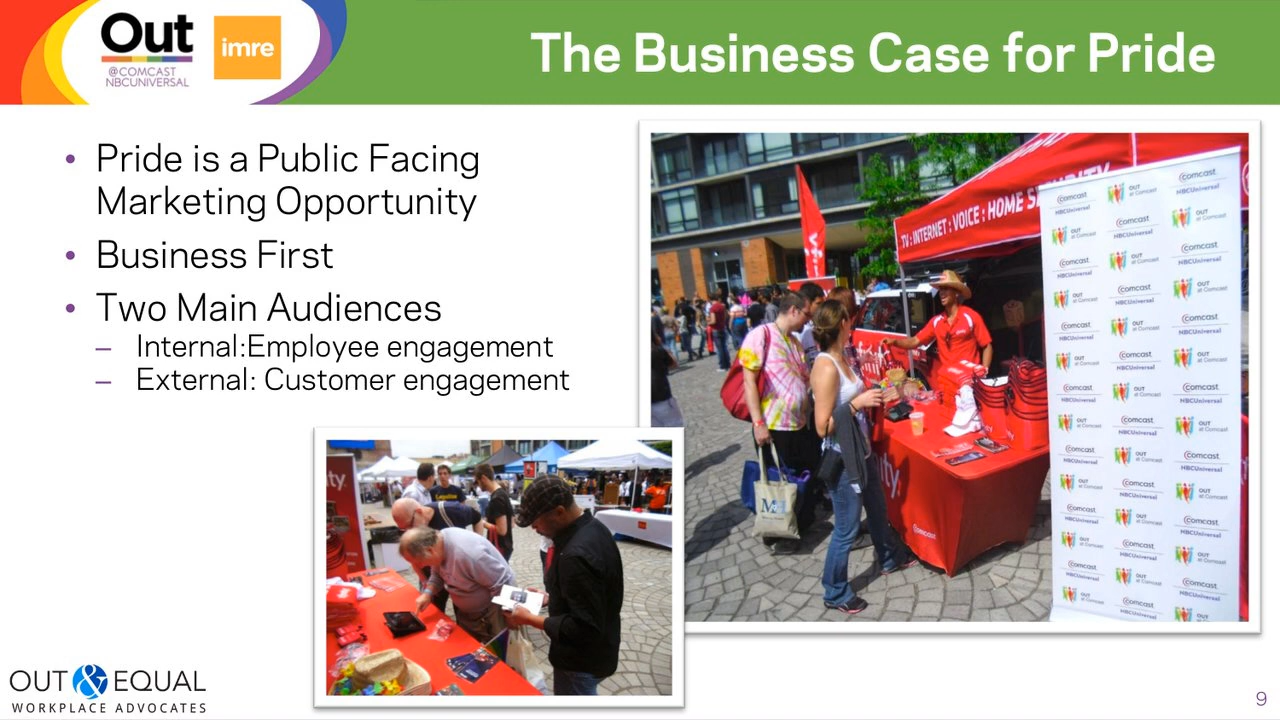 Out
@COMCAST
NBCUNIVERSAL
imre
The Business Case for Pride
• Pride is a Public Facing
Marketing Opportunity
• Business First
• Two Main Audiences
– Internal:Employee engagement
– External: Customer engagement
TV : INTERNET : VOICE : HOME SECURITY
comcast
NBCUniversal
OUT
at Comcast
comcast
OUT & EQUAL
WORKPLACE ADVOCATES
9